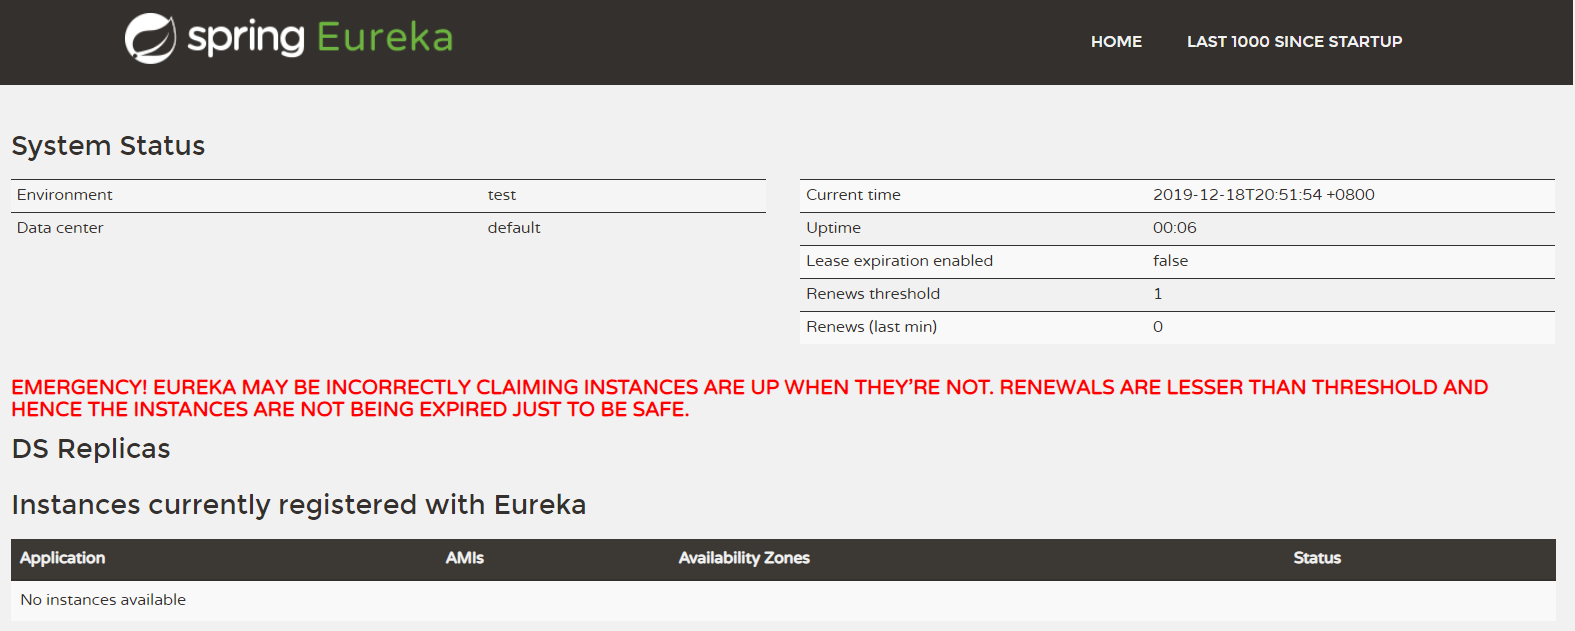 spring Eureka
HOME LAST 1000 SINCE STARTUP
System Status
Environment test
Data center default
Current time 2019-12-18T20:51:54 +0800
Uptime 00:06
Lease expiration enabled false
Renews threshold 1
Renews (last min) 0
EMERGENCY! EUREKA MAY BE INCORRECTLY CLAIMING INSTANCES ARE UP WHEN THEY'RE NOT. RENEWALS ARE LESSER THAN THRESHOLD AND
HENCE THE INSTANCES ARE NOT BEING EXPIRED JUST TO BE SAFE.
DS Replicas
Instances currently registered with Eureka
Application AMIs Availability Zones Status
No instances available